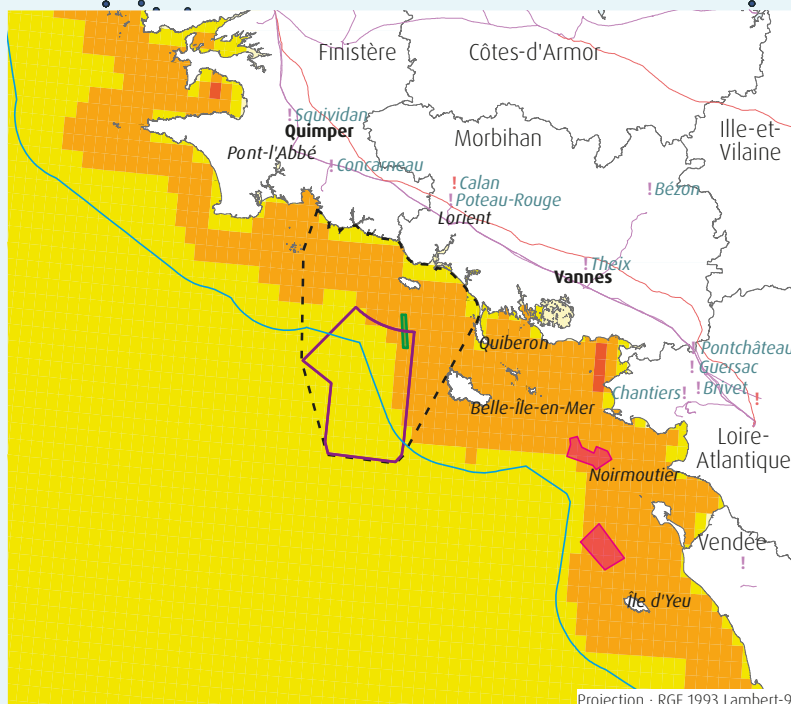 Finistère
Côtes-d'Armor
Squividan
Quimper
Morbihan
Ille-et-
Vilaine
Pont-l'Abbé
Concarneau
Calan
Poteau-Rouge
Bézon
Lorient
Theix
Vannes
Quiberon
Pontchâteau
Guersac
Chantiers
Brivet
Belle-Île-en-Mer
Loire-
Atlantique
Noirmoutier
Vendée
Île d'Yeu
Projection : RGF 1993 Lambert-9